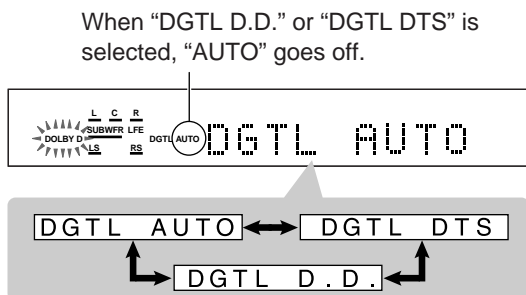 When “DGTL D.D.” or “DGTL DTS” is
selected, “AUTO” goes off.
L C R
DOLBY D SUBWFR LFE DGTL AUTO DGTL AUTO
LS RS
DGTL AUTO DGTL DTS
DGTL D.D.